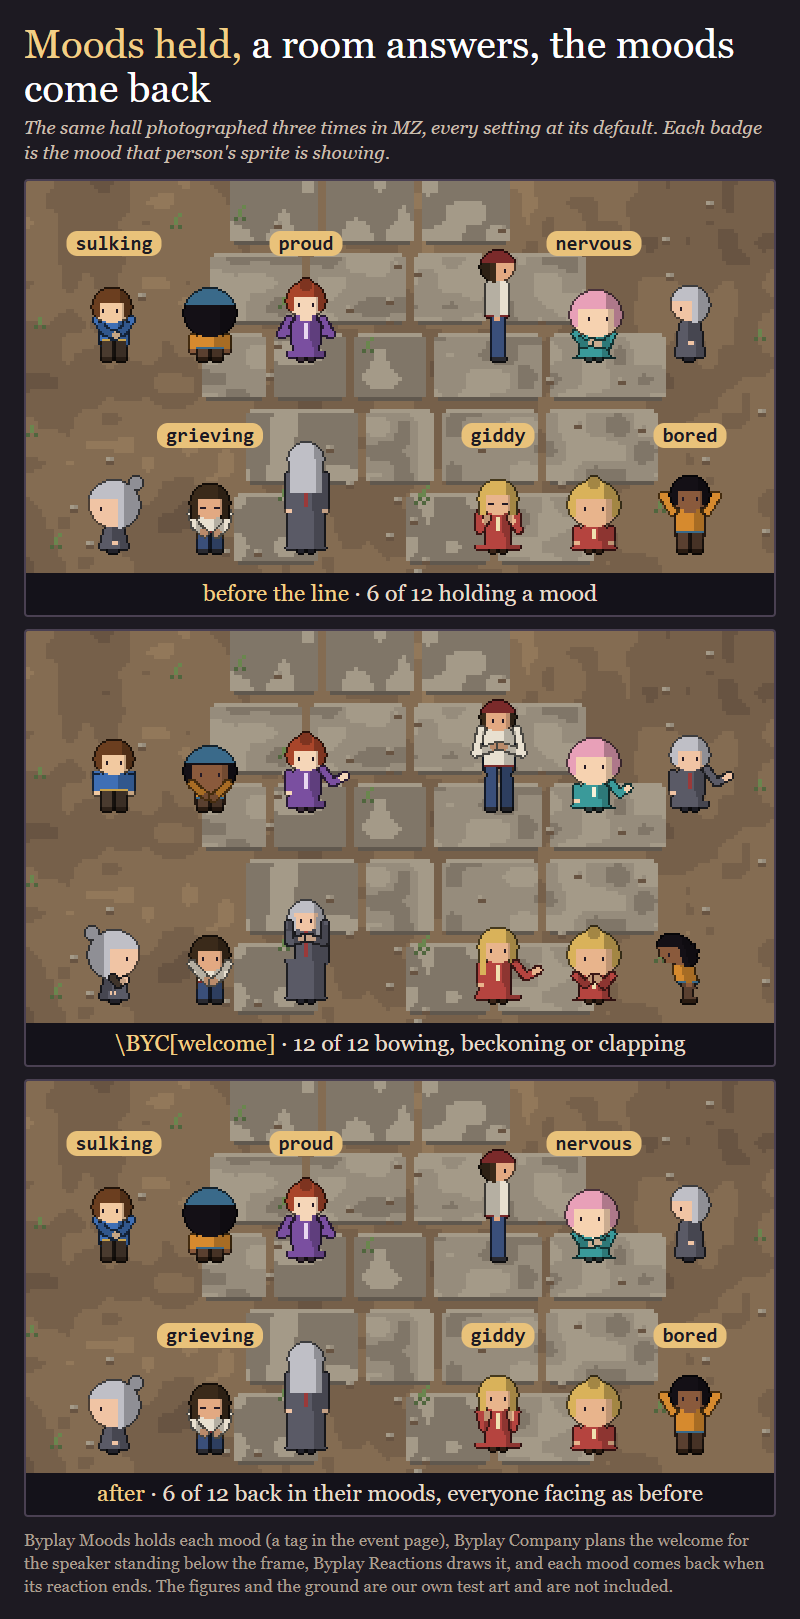 Moods held, a room answers, the moods
come back
The same hall photographed three times in MZ, every setting at its default. Each badge
is the mood that person's sprite is showing.
sulking
proud
nervous
grieving
giddy
bored
before the line · 6 of 12 holding a mood
\BYC[welcome] · 12 of 12 bowing, beckoning or clapping
sulking
proud
nervous
grieving
giddy
bored
after · 6 of 12 back in their moods, everyone facing as before
Byplay Moods holds each mood (a tag in the event page), Byplay Company plans the welcome for
the speaker standing below the frame, Byplay Reactions draws it, and each mood comes back when
its reaction ends. The figures and the ground are our own test art and are not included.